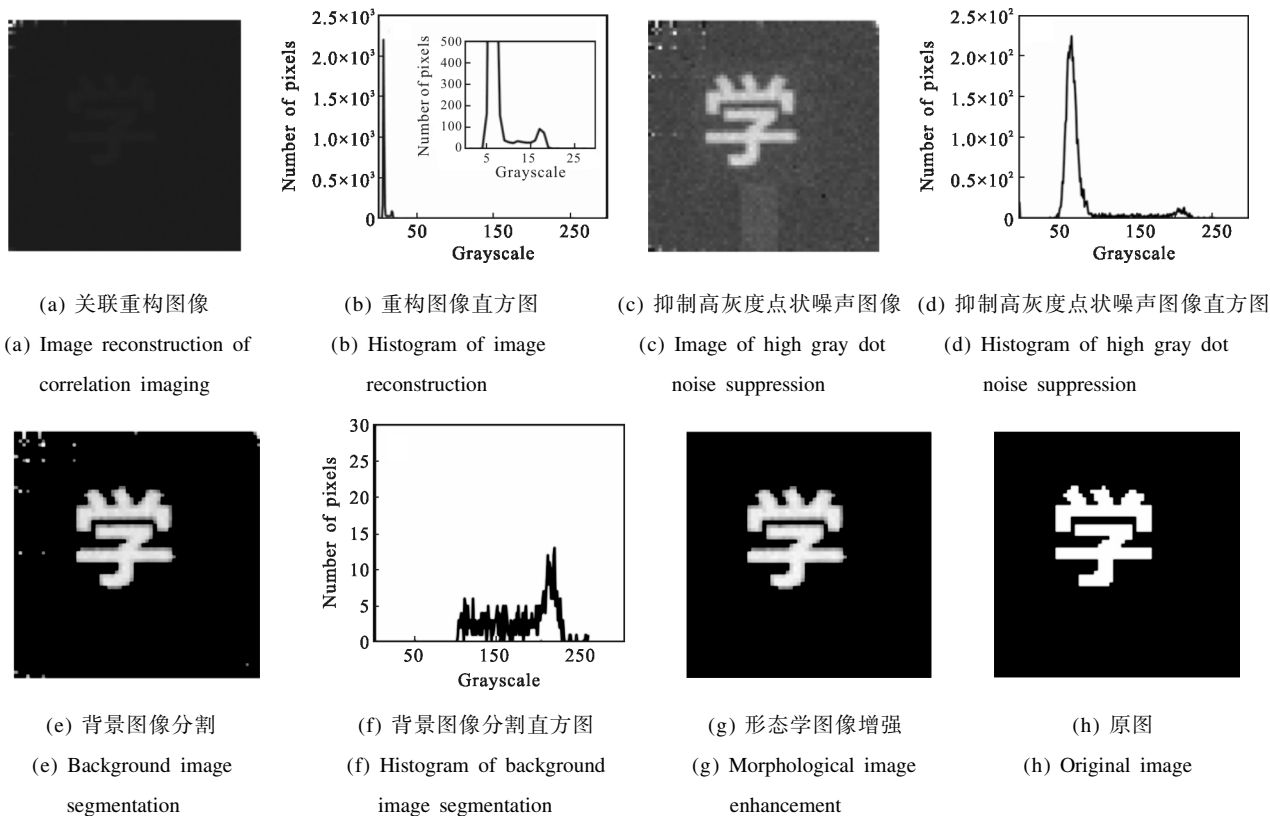 2.5×10³
2.0×10³
1.5×10³
1.0×10³
0.5×10³
0
Number of pixels
50
150
250
Grayscale
500
400
300
200
100
0
Number of pixels
5
15
25
Grayscale
学
学
2.5×10²
2.0×10²
1.5×10²
1.0×10²
0.5×10²
0
Number of pixels
50
150
250
Grayscale
(a) 关联重构图像
(b) 重构图像直方图
(c) 抑制高灰度点状噪声图像
(d) 抑制高灰度点状噪声图像直方图
(a) Image reconstruction of
correlation imaging
(b) Histogram of image
reconstruction
(c) Image of high gray dot
noise suppression
(d) Histogram of high gray dot
noise suppression
学
30
25
20
15
10
5
0
Number of pixels
50
150
250
Grayscale
学
学
(e) 背景图像分割
(f) 背景图像分割直方图
(g) 形态学图像增强
(h) 原图
(e) Background image
segmentation
(f) Histogram of background
image segmentation
(g) Morphological image
enhancement
(h) Original image